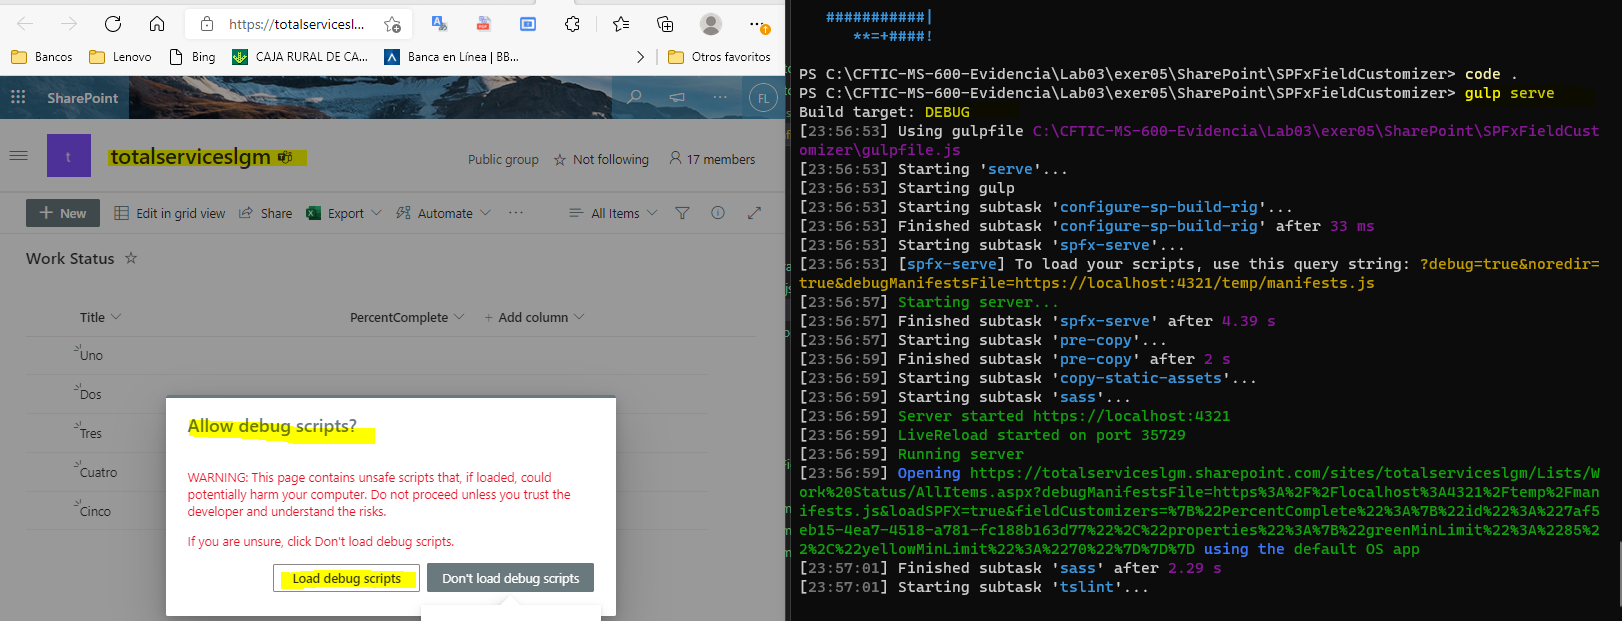 https://totalservicesl...
Bancos
Lenovo
Bing
CAJA RURAL DE CA...
Banca en Línea | BB...
Otros favoritos
SharePoint
FL
t
totalserviceslgm
Public group
Not following
17 members
New
Edit in grid view
Share
Export
Automate
All Items
Work Status
Title
PercentComplete
+ Add column
Uno
Dos
Tres
Cuatro
Cinco
Allow debug scripts?
WARNING: This page contains unsafe scripts that, if loaded, could
potentially harm your computer. Do not proceed unless you trust the
developer and understand the risks.
If you are unsure, click Don't load debug scripts.
Load debug scripts
Don't load debug scripts
###########|
**=+####!
PS C:\CFTIC-MS-600-Evidencia\Lab03\exer05\SharePoint\SPFxFieldCustomizer> code .
PS C:\CFTIC-MS-600-Evidencia\Lab03\exer05\SharePoint\SPFxFieldCustomizer> gulp serve
Build target: DEBUG
[23:56:53] Using gulpfile C:\CFTIC-MS-600-Evidencia\Lab03\exer05\SharePoint\SPFxFieldCust
omizer\gulpfile.js
[23:56:53] Starting 'serve'...
[23:56:53] Starting gulp
[23:56:53] Starting subtask 'configure-sp-build-rig'...
[23:56:53] Finished subtask 'configure-sp-build-rig' after 33 ms
[23:56:53] Starting subtask 'spfx-serve'...
[23:56:53] [spfx-serve] To load your scripts, use this query string: ?debug=true&noredir=
true&debugManifestsFile=https://localhost:4321/temp/manifests.js
[23:56:57] Starting server...
[23:56:57] Finished subtask 'spfx-serve' after 4.39 s
[23:56:57] Starting subtask 'pre-copy'...
[23:56:59] Finished subtask 'pre-copy' after 2 s
[23:56:59] Starting subtask 'copy-static-assets'...
[23:56:59] Starting subtask 'sass'...
[23:56:59] Server started https://localhost:4321
[23:56:59] LiveReload started on port 35729
[23:56:59] Running server
[23:56:59] Opening https://totalserviceslgm.sharepoint.com/sites/totalserviceslgm/Lists/W
ork%20Status/AllItems.aspx?debugManifestsFile=https%3A%2F%2Flocalhost%3A4321%2Ftemp%2Fman
ifests.js&loadSPFX=true&fieldCustomizers=%7B%22PercentComplete%22%3A%7B%22id%22%3A%227af5
eb15-4ea7-4518-a781-fc188b163d77%22%2C%22properties%22%3A%7B%22greenMinLimit%22%3A%2285%2
2%2C%22yellowMinLimit%22%3A%2270%22%7D%7D%7D using the default OS app
[23:57:01] Finished subtask 'sass' after 2.29 s
[23:57:01] Starting subtask 'tslint'...